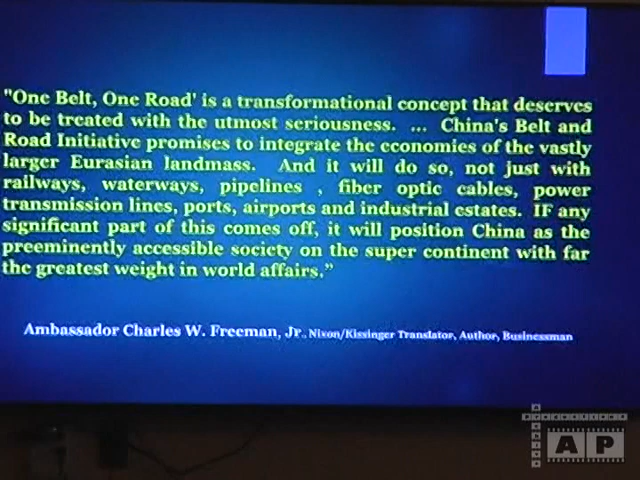 "'One Belt, One Road' is a transformational concept that deserves
to be treated with the utmost seriousness. ... China's Belt and
Road Initiative promises to integrate the economies of the vastly
larger Eurasian landmass. And it will do so, not just with
railways, waterways, pipelines , fiber optic cables, power
transmission lines, ports, airports and industrial estates. IF any
significant part of this comes off, it will position China as the
preeminently accessible society on the super continent with far
the greatest weight in world affairs."
Ambassador Charles W. Freeman, Jr., Nixon/Kissinger Translator, Author, Businessman
AP